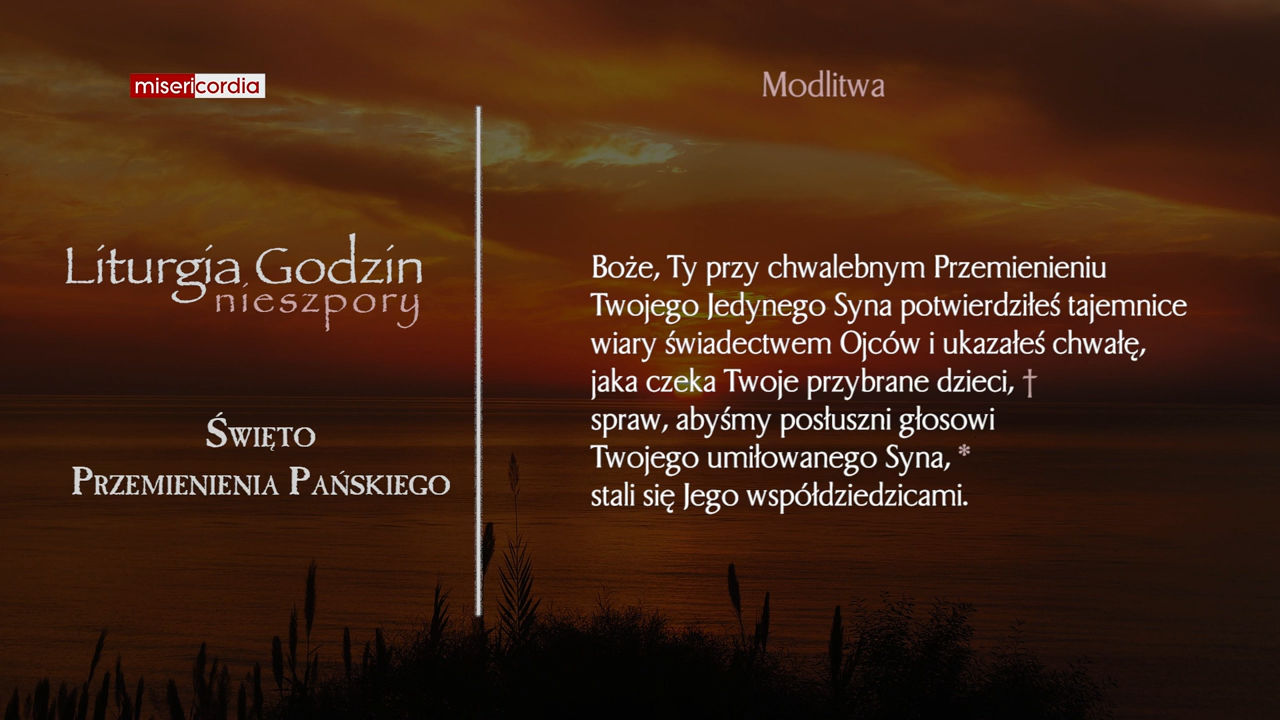 misericordia
Modlitwa
Liturgia Godzin
nieszpory
Święto
Przemienienia Pańskiego
Boże, Ty przy chwalebnym Przemienieniu
Twojego Jedynego Syna potwierdziłeś tajemnice
wiary świadectwem Ojców i ukazałeś chwałę,
jaka czeka Twoje przybrane dzieci, †
spraw, abyśmy posłuszni głosowi
Twojego umiłowanego Syna, *
stali się Jego współdziedzicami.